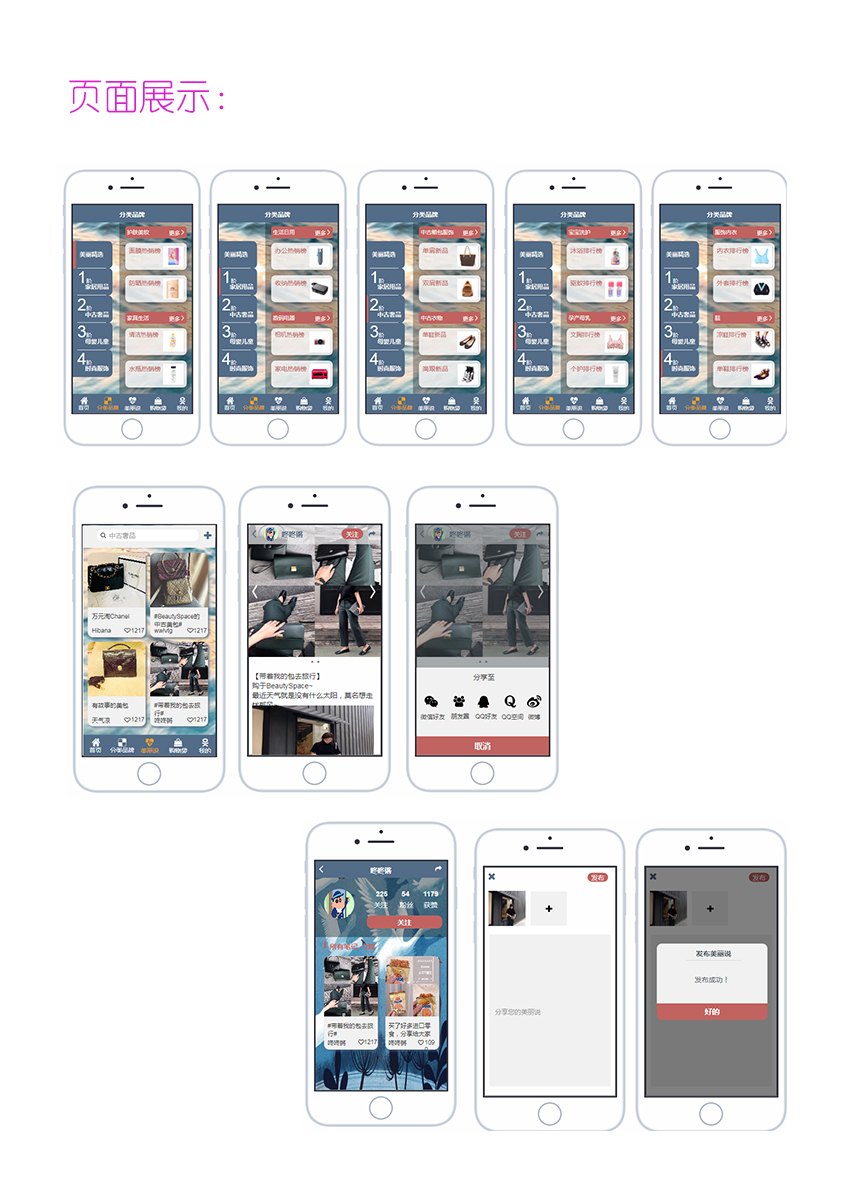 页面展示：
分类品牌
护肤美妆 更多
美丽精选
面膜热销榜
1阶 家居用品
防晒热销榜
2阶 中古奢品
家具生活 更多
3阶 母婴儿童
清洁热销榜
4阶 时尚服饰
水瓶热销榜
首页 分类品牌 美丽说 购物袋 我的
分类品牌
生活日用 更多
美丽精选
办公热销榜
1阶 家居用品
收纳热销榜
2阶 中古奢品
数码电器 更多
3阶 母婴儿童
相机热销榜
4阶 时尚服饰
家电热销榜
首页 分类品牌 美丽说 购物袋 我的
分类品牌
中古鞋包服饰 更多
美丽精选
单肩新品
1阶 家居用品
双肩新品
2阶 中古奢品
中古衣物 更多
3阶 母婴儿童
单鞋新品
4阶 时尚服饰
高跟新品
首页 分类品牌 美丽说 购物袋 我的
分类品牌
宝宝洗护 更多
美丽精选
沐浴排行榜
1阶 家居用品
驱蚊排行榜
2阶 中古奢品
孕产母乳 更多
3阶 母婴儿童
文胸排行榜
4阶 时尚服饰
个护排行榜
首页 分类品牌 美丽说 购物袋 我的
分类品牌
服饰内衣 更多
美丽精选
内衣排行榜
1阶 家居用品
外套排行榜
2阶 中古奢品
鞋 更多
3阶 母婴儿童
凉鞋排行榜
4阶 时尚服饰
单鞋排行榜
首页 分类品牌 美丽说 购物袋 我的
中古奢品
万元淘Chanel
Hibana 1217
#BeautySpace的
中古美包#
wwlvfg 1217
有故事的美包
天气凉 1217
#带着我的包去旅
行#
咚咚锵 1217
首页 分类品牌 美丽说 购物袋 我的
咚咚锵 关注
【带着我的包去旅行】
购于BeautySpace~
最近天气就是没有什么太阳，莫名想走
咚咚锵 关注
分享至
微信好友 朋友圈 QQ好友 QQ空间 微博
取消
咚咚锵
225 54 1179
关注 粉丝 获赞
关注
所有笔记
#带着我的包去旅
行#
咚咚锵 1217
买了好多进口零
食，分享给大家
咚咚锵 109
发布
分享您的美丽说
发布
发布美丽说
发布成功！
好的